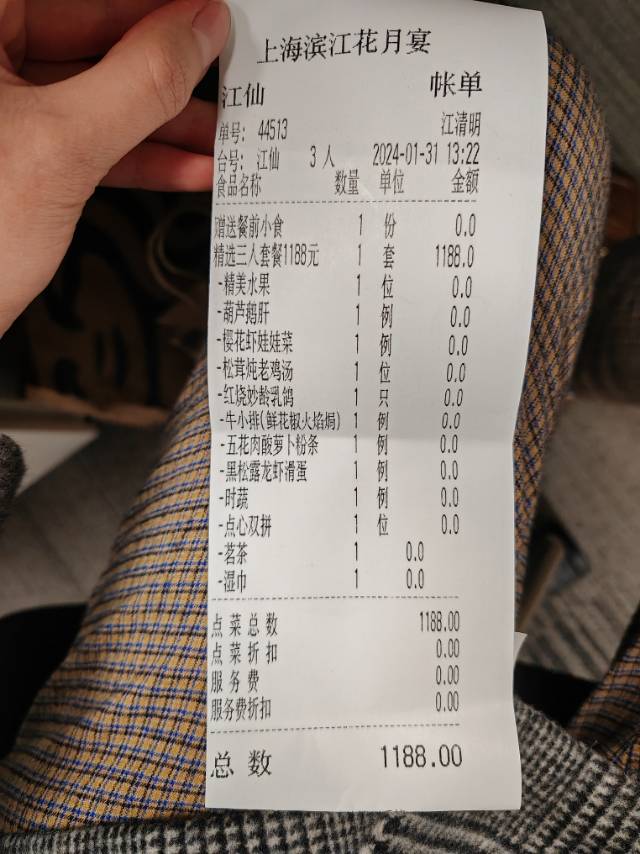 上海滨江花月宴
江仙 帐单
单号： 44513 江清明
台号： 江仙 3 人 2024-01-31 13:22
食品名称 数量 单位 金额
赠送餐前小食 1 份 0.0
精选三人套餐1188元 1 套 1188.0
-精美水果 1 位 0.0
-葫芦鹅肝 1 例 0.0
-樱花虾娃娃菜 1 例 0.0
-松茸炖老鸡汤 1 位 0.0
-红烧妙龄乳鸽 1 只 0.0
-牛小排(鲜花椒火焰焗) 1 例 0.0
-五花肉酸萝卜粉条 1 例 0.0
-黑松露龙虾滑蛋 1 例 0.0
-时蔬 1 例 0.0
-点心双拼 1 位 0.0
-茗茶 1 0.0
-湿巾 1 0.0
点菜总数 1188.00
点菜折扣 0.00
服务费 0.00
服务费折扣 0.00
总数 1188.00